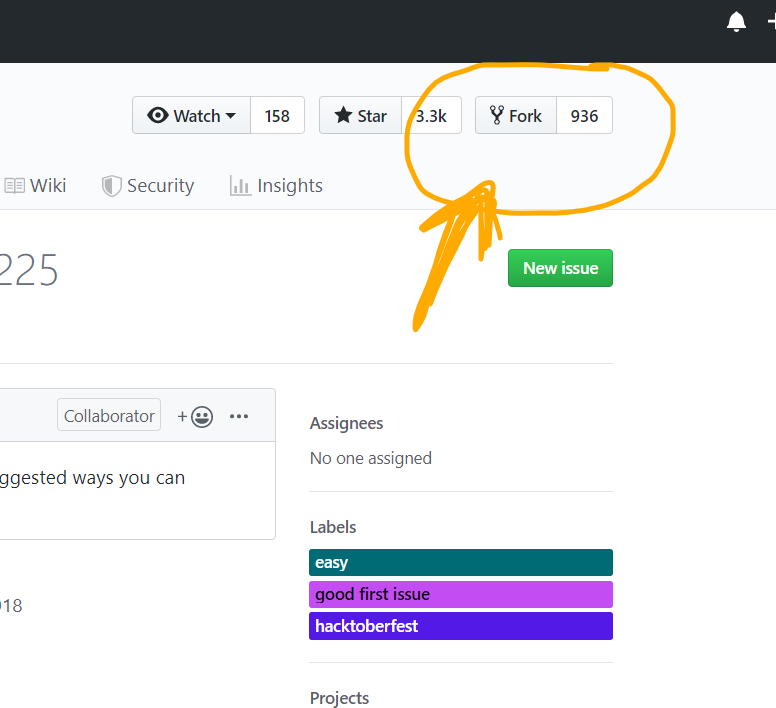 Watch 158 Star 3.3k Fork 936
Wiki Security Insights
225
New issue
Collaborator
ggested ways you can
18
Assignees
No one assigned
Labels
easy
good first issue
hacktoberfest
Projects